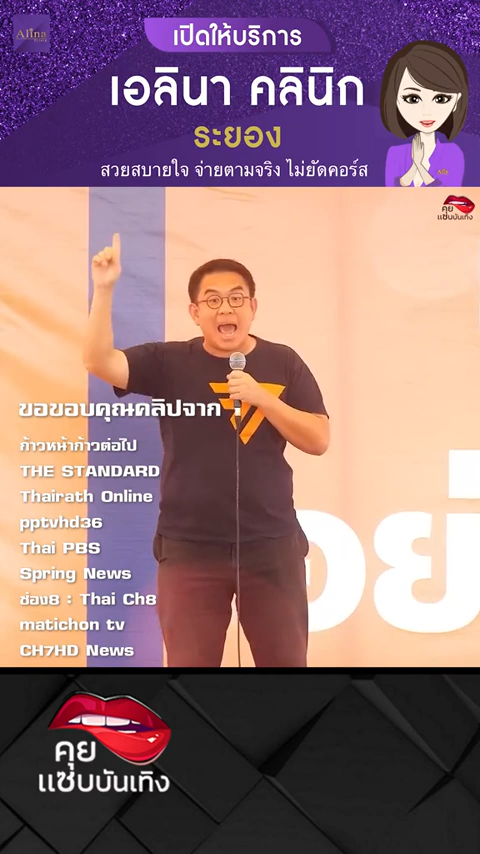 Alina
เปิดให้บริการ
เอลินา คลินิก
ระยอง
สวยสบายใจ จ่ายตามจริง ไม่ยัดคอร์ส
คุย
แซ่บบันเทิง
ขอขอบคุณคลิปจาก :
ก้าวหน้าก้าวต่อไป
THE STANDARD
Thairath Online
pptvhd36
Thai PBS
Spring News
ช่อง8 : Thai Ch8
matichon tv
CH7HD News
อย่
คุย
แซ่บบันเทิง